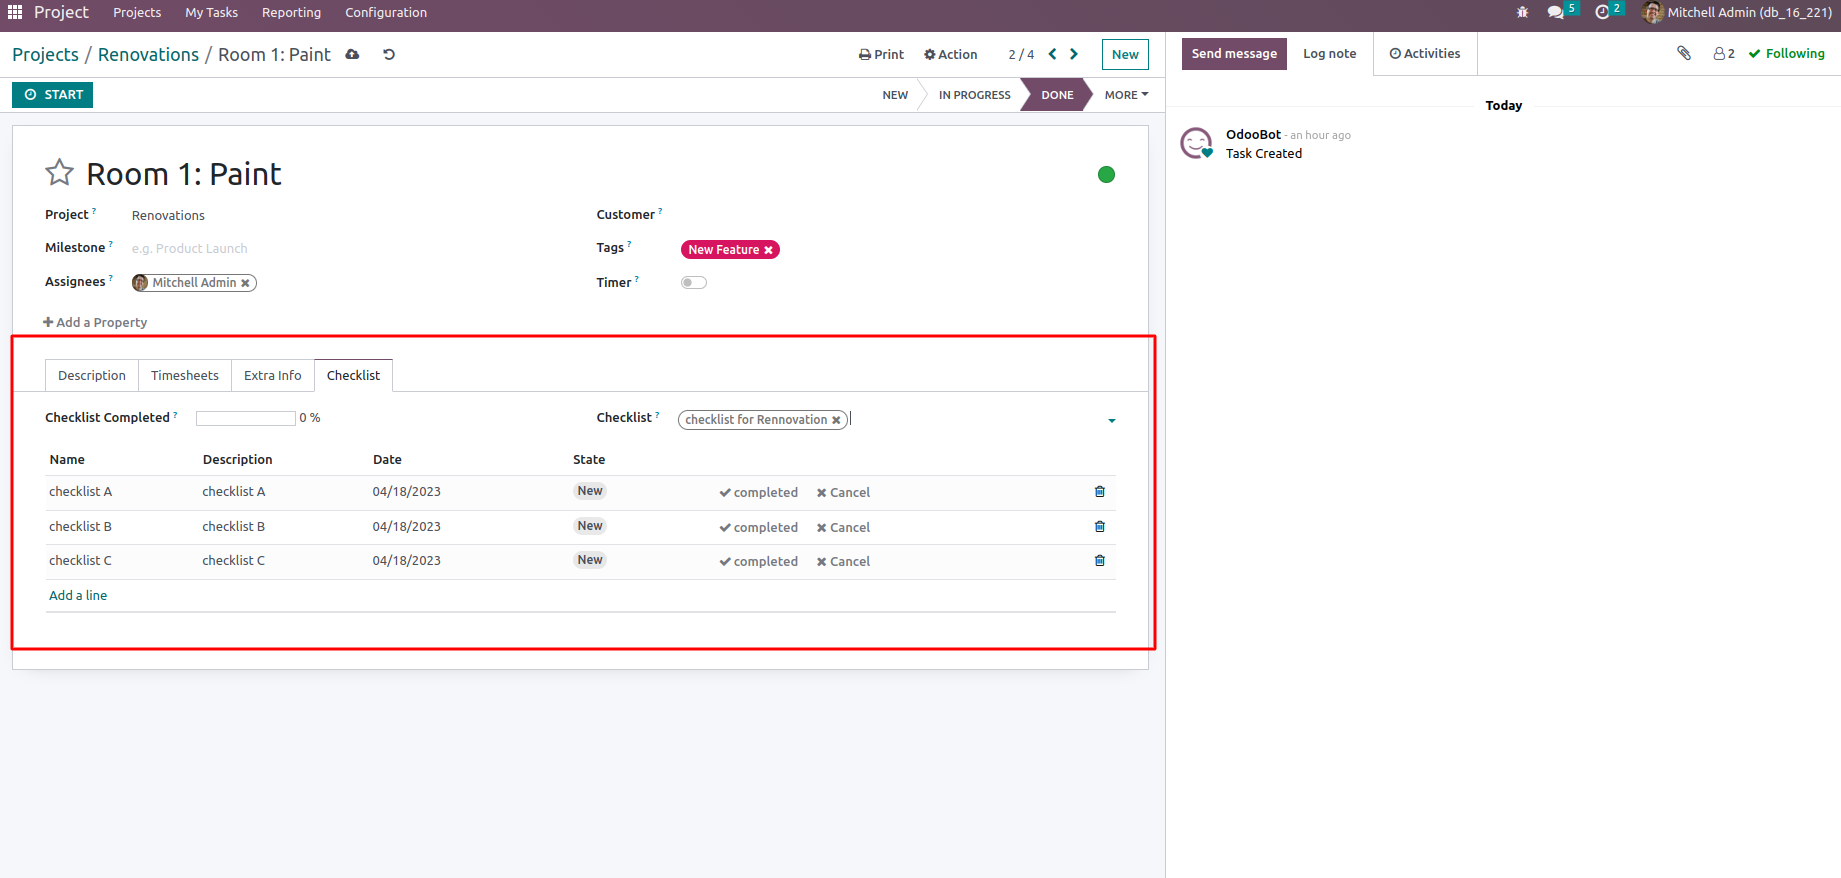 Project Projects My Tasks Reporting Configuration 5 2 Mitchell Admin (db_16_221)
Projects / Renovations / Room 1: Paint Print Action 2 / 4 New
Send message Log note Activities 2 Following
START NEW IN PROGRESS DONE MORE
Today
OdooBot - an hour ago
Task Created
Room 1: Paint
Project ? Renovations
Customer ?
Milestone ? e.g. Product Launch
Tags ? New Feature
Assignees ? Mitchell Admin
Timer ?
Add a Property
Description Timesheets Extra Info Checklist
Checklist Completed ? 0 %
Checklist ? checklist for Rennovation
Name Description Date State
checklist A checklist A 04/18/2023 New completed Cancel
checklist B checklist B 04/18/2023 New completed Cancel
checklist C checklist C 04/18/2023 New completed Cancel
Add a line